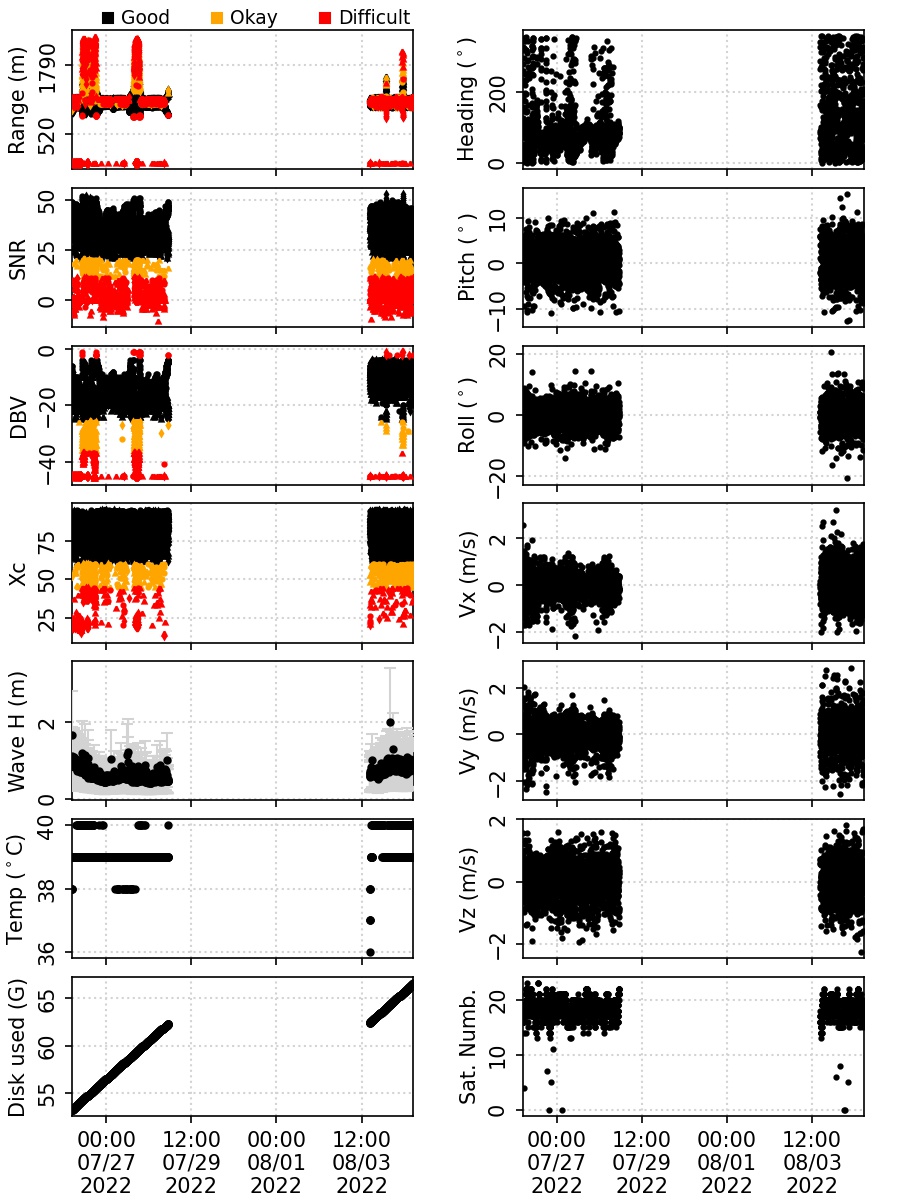 Good Okay Difficult
Range (m)
1790
520
Heading (°)
200
0
SNR
50
25
0
Pitch (°)
10
0
−10
DBV
0
−20
−40
Roll (°)
20
0
−20
Xc
75
50
25
Vx (m/s)
2
0
−2
Wave H (m)
2
0
Vy (m/s)
2
0
−2
Temp (°C)
40
38
36
Vz (m/s)
2
0
−2
Disk used (G)
65
60
55
Sat. Numb.
20
10
0
00:00 12:00 00:00 12:00
07/27 07/29 08/01 08/03
2022 2022 2022 2022
00:00 12:00 00:00 12:00
07/27 07/29 08/01 08/03
2022 2022 2022 2022